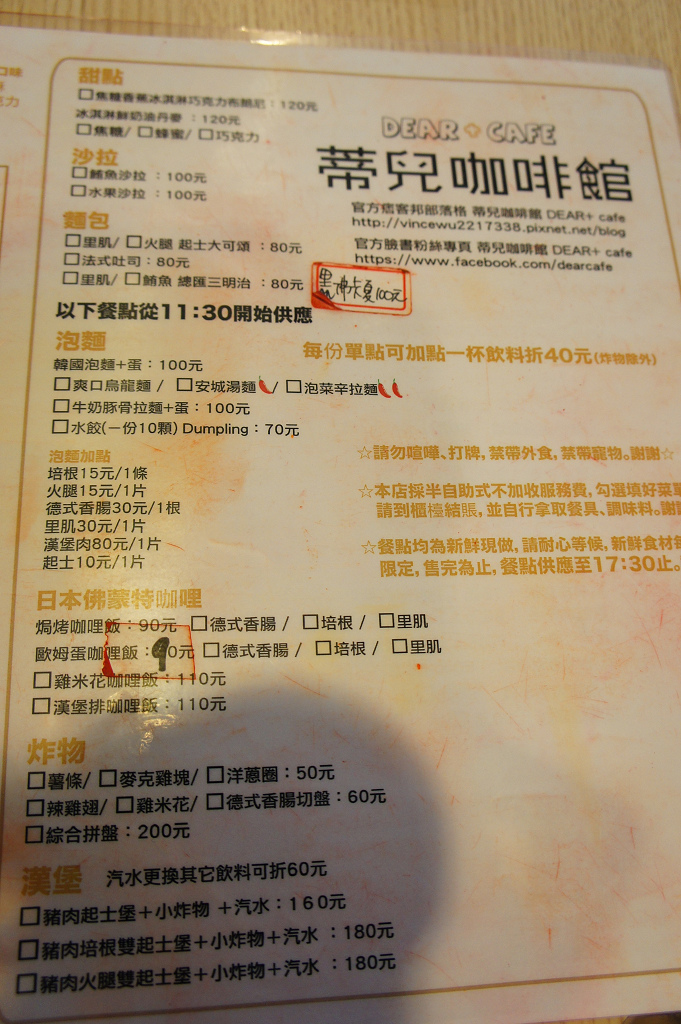 甜點
□焦糖香蕉冰淇淋巧克力布朗尼：120元
冰淇淋鮮奶油丹麥 ：120元
□焦糖/ □蜂蜜/ □巧克力
沙拉
□鮪魚沙拉 ：100元
□水果沙拉 ：100元
麵包
□里肌/ □火腿 起士大可頌 ：80元
□法式吐司：80元
□里肌/ □鮪魚 總匯三明治 ：80元
DEAR+CAFE
蒂兒咖啡館
官方痞客邦部落格 蒂兒咖啡館 DEAR+ cafe
http://vincewu2217338.pixnet.net/blog
官方臉書粉絲專頁 蒂兒咖啡館 DEAR+ cafe
https://www.facebook.com/dearcafe
100元
以下餐點從11:30開始供應
泡麵
每份單點可加點一杯飲料折40元(炸物除外)
韓國泡麵+蛋：100元
□爽口烏龍麵 / □安城湯麵/ □泡菜辛拉麵
□牛奶豚骨拉麵+蛋：100元
□水餃(一份10顆) Dumpling：70元
泡麵加點
培根15元/1條
火腿15元/1片
德式香腸30元/1根
里肌30元/1片
漢堡肉80元/1片
起士10元/1片
☆請勿喧嘩、打牌, 禁帶外食, 禁帶寵物。謝謝☆
☆本店採半自助式不加收服務費, 勾選填好菜單
請到櫃檯結賬, 並自行拿取餐具、調味料。謝謝
☆餐點均為新鮮現做, 請耐心等候, 新鮮食材每
限定, 售完為止, 餐點供應至17:30止。
日本佛蒙特咖哩
焗烤咖哩飯：90元 □德式香腸 / □培根 / □里肌
歐姆蛋咖哩飯：90元 □德式香腸 / □培根 / □里肌
□雞米花咖哩飯：110元
□漢堡排咖哩飯：110元
炸物
□薯條/ □麥克雞塊/ □洋蔥圈：50元
□辣雞翅/ □雞米花/ □德式香腸切盤：60元
□綜合拼盤：200元
漢堡 汽水更換其它飲料可折60元
□豬肉起士堡＋小炸物 ＋汽水：160元
□豬肉培根雙起士堡＋小炸物＋汽水 ：180元
□豬肉火腿雙起士堡＋小炸物＋汽水 ：180元